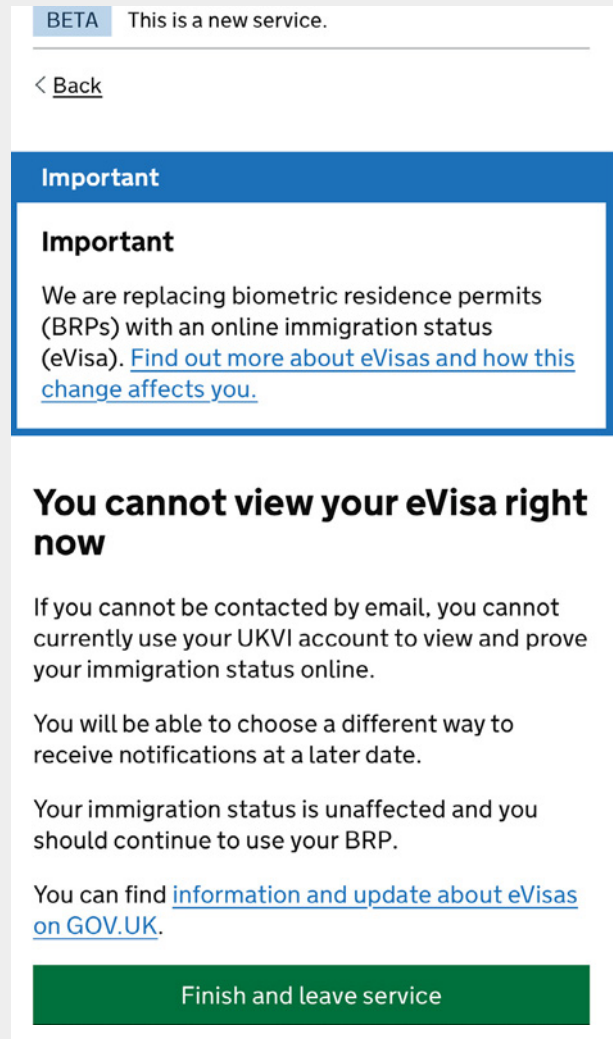 BETA This is a new service.
< Back
Important
Important
We are replacing biometric residence permits
(BRPs) with an online immigration status
(eVisa). Find out more about eVisas and how this
change affects you.
You cannot view your eVisa right
now
If you cannot be contacted by email, you cannot
currently use your UKVI account to view and prove
your immigration status online.
You will be able to choose a different way to
receive notifications at a later date.
Your immigration status is unaffected and you
should continue to use your BRP.
You can find information and update about eVisas
on GOV.UK.
Finish and leave service